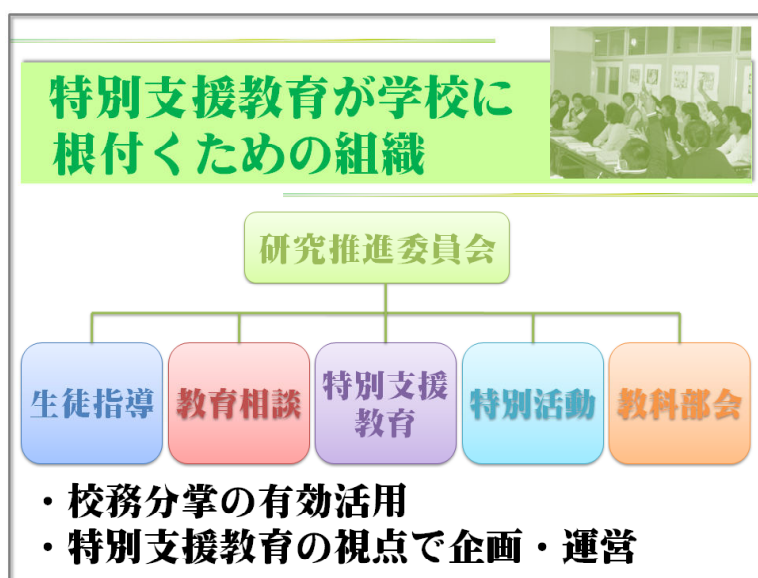 特別支援教育が学校に
根付くための組織
研究推進委員会
生徒指導
教育相談
特別支援
教育
特別活動
教科部会
・校務分掌の有効活用
・特別支援教育の視点で企画・運営